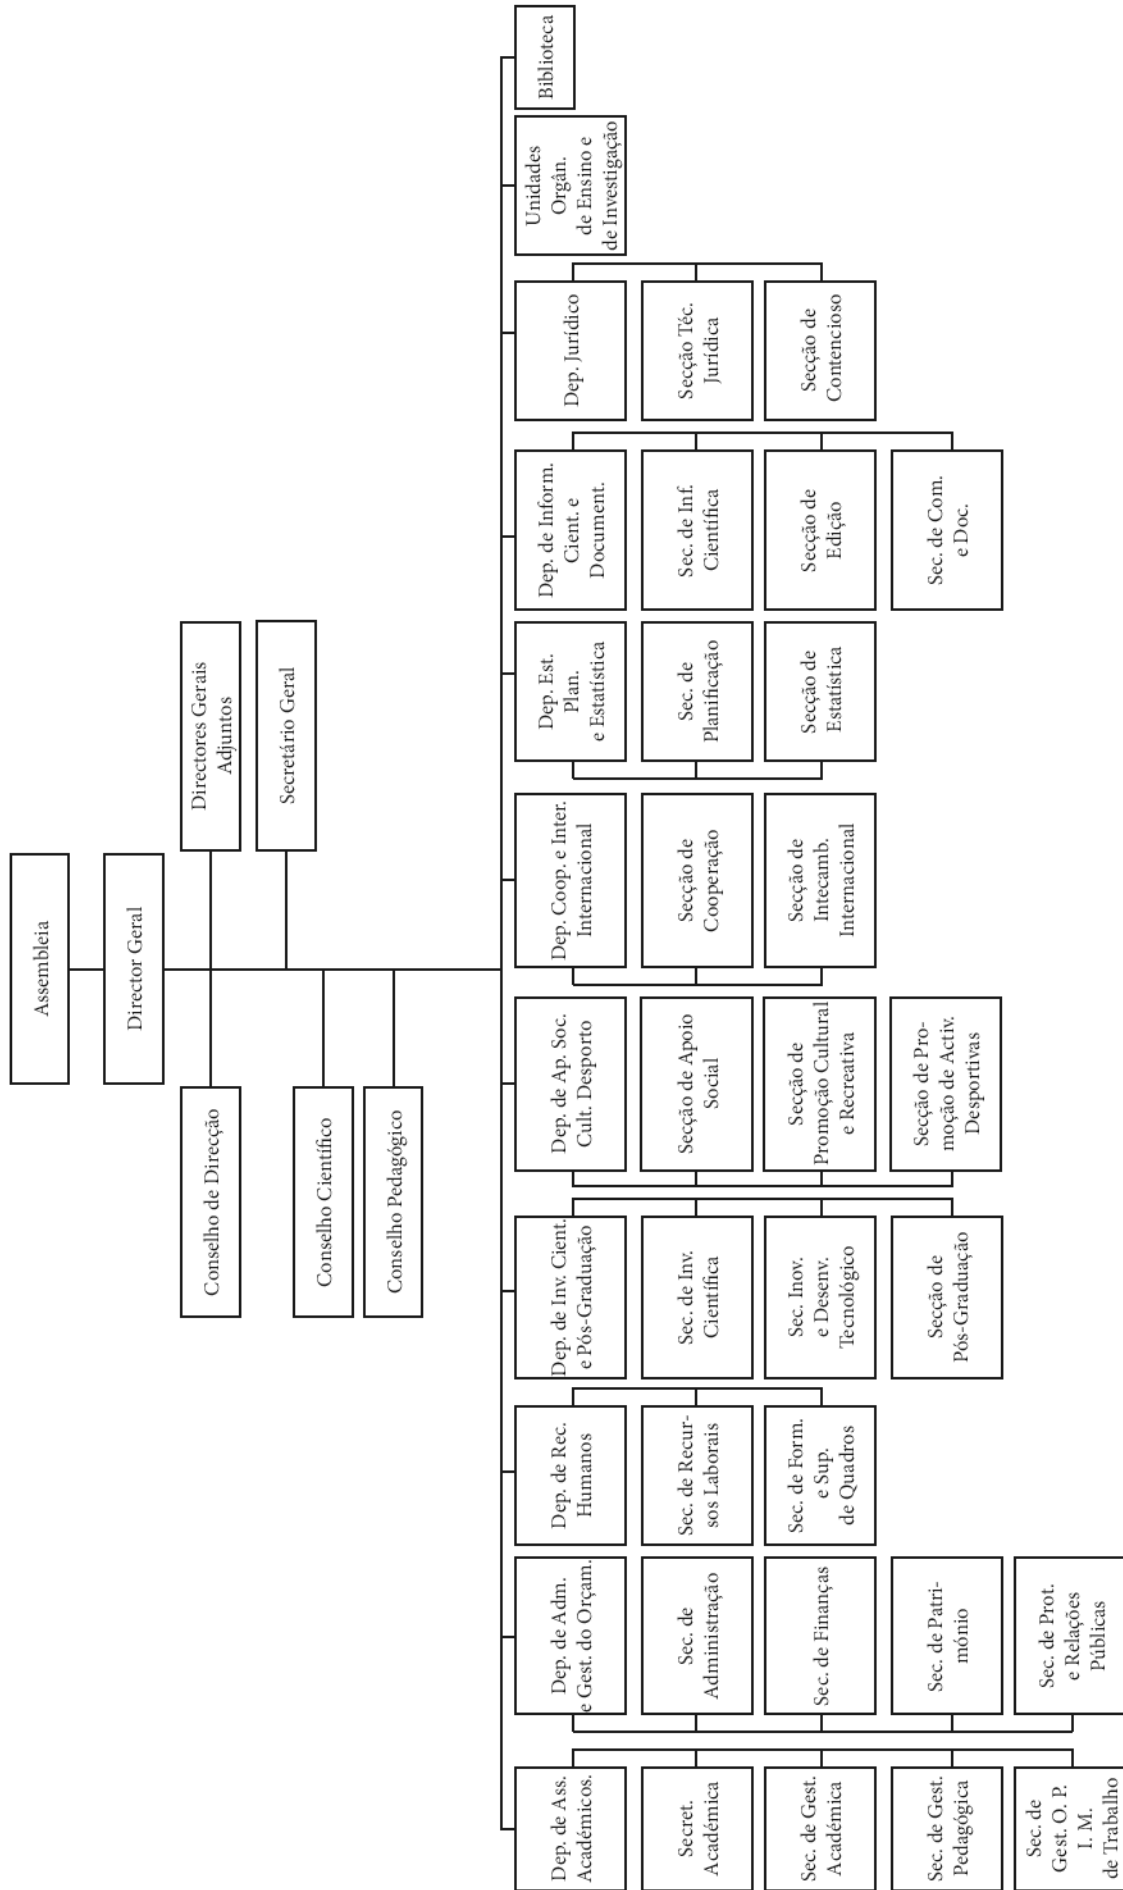 Assembleia
Director Geral
Conselho de Direcção
Directores Gerais
Adjuntos
Secretário Geral
Conselho Científico
Conselho Pedagógico
Dep. de Ass.
Académicos.
Secret.
Académica
Sec. de Gest.
Académica
Sec. de Gest.
Pedagógica
Sec. de
Gest. O. P.
I. M.
de Trabalho
Dep. de Adm.
e Gest. do Orçam.
Sec. de
Administração
Sec. de Finanças
Sec. de Patri-
mónio
Sec. de Prot.
e Relações
Públicas
Dep. de Rec.
Humanos
Sec. de Recur-
sos Laborais
Sec. de Form.
e Sup.
de Quadros
Dep. de Inv. Cient.
e Pós-Graduação
Sec. de Inv.
Científica
Sec. Inov.
e Desenv.
Tecnológico
Secção de
Pós-Graduação
Dep. de Ap. Soc.
Cult. Desporto
Secção de Apoio
Social
Secção de
Promoção Cultural
e Recreativa
Secção de Pro-
moção de Activ.
Desportivas
Dep. Coop. e Inter.
Internacional
Secção de
Cooperação
Secção de
Intecamb.
Internacional
Dep. Est.
Plan.
e Estatística
Sec. de
Planificação
Secção de
Estatística
Dep. de Inform.
Cient. e
Document.
Sec. de Inf.
Científica
Secção de
Edição
Sec. de Com.
e Doc.
Dep. Jurídico
Secção Téc.
Jurídica
Secção de
Contencioso
Unidades
Orgân.
de Ensino e
de Investigação
Biblioteca